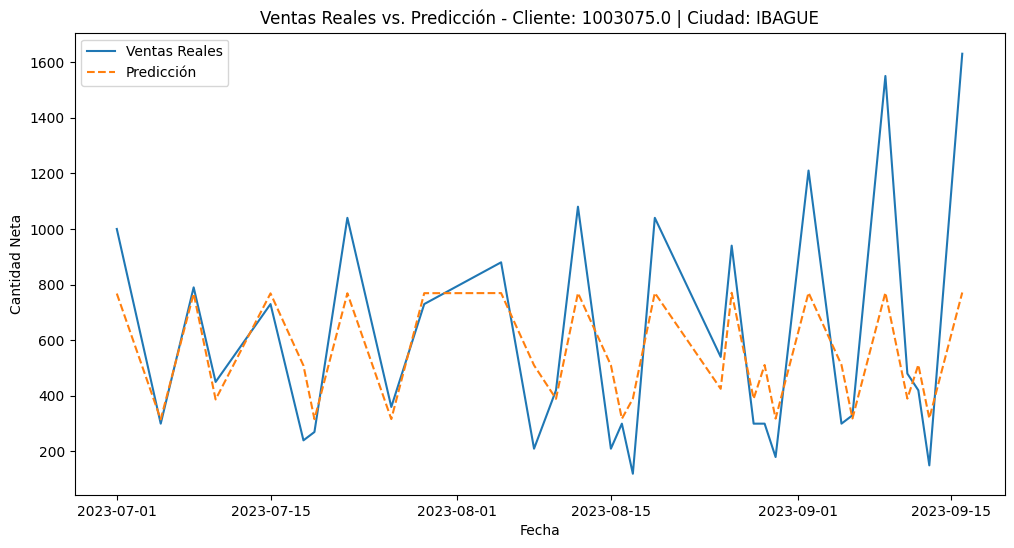 Ventas Reales vs. Predicción - Cliente: 1003075.0 | Ciudad: IBAGUE
Ventas Reales
Predicción
Cantidad Neta
1600
1400
1200
1000
800
600
400
200
2023-07-01
2023-07-15
2023-08-01
2023-08-15
2023-09-01
2023-09-15
Fecha